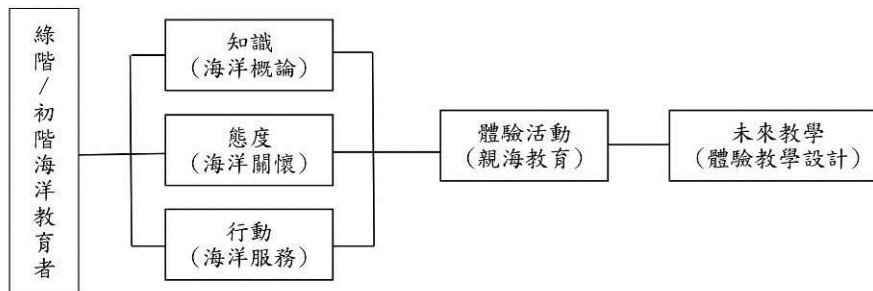 綠階/初階海洋教育者
知識
(海洋概論)
態度
(海洋關懷)
行動
(海洋服務)
體驗活動
(親海教育)
未來教學
(體驗教學設計)